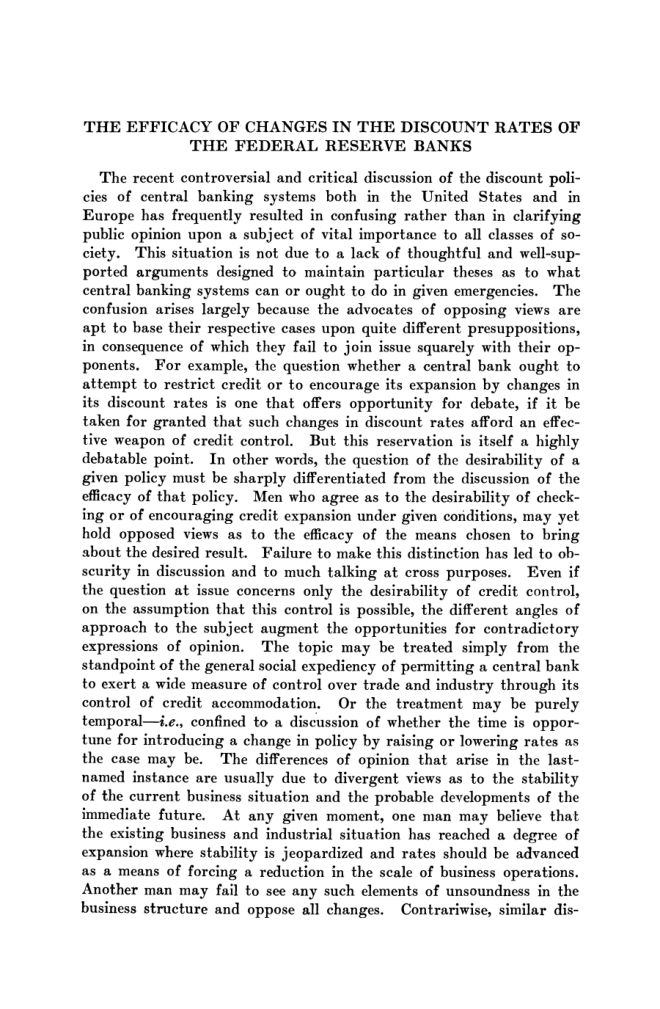 THE EFFICACY OF CHANGES IN THE DISCOUNT RATES OF
THE FEDERAL RESERVE BANKS
The recent controversial and critical discussion of the discount poli-
cies of central banking systems both in the United States and in
Europe has frequently resulted in confusing rather than in clarifying
public opinion upon a subject of vital importance to all classes of so-
ciety. This situation is not due to a lack of thoughtful and well-sup-
ported arguments designed to maintain particular theses as to what
central banking systems can or ought to do in given emergencies. The
confusion arises largely because the advocates of opposing views are
apt to base their respective cases upon quite different presuppositions,
in consequence of which they fail to join issue squarely with their op-
ponents. For example, the question whether a central bank ought to
attempt to restrict credit or to encourage its expansion by changes in
its discount rates is one that offers opportunity for debate, if it be
taken for granted that such changes in discount rates afford an effec-
tive weapon of credit control. But this reservation is itself a highly
debatable point. In other words, the question of the desirability of a
given policy must be sharply differentiated from the discussion of the
efficacy of that policy. Men who agree as to the desirability of check-
ing or of encouraging credit expansion under given conditions, may yet
hold opposed views as to the efficacy of the means chosen to bring
about the desired result. Failure to make this distinction has led to ob-
scurity in discussion and to much talking at cross purposes. Even if
the question at issue concerns only the desirability of credit control,
on the assumption that this control is possible, the different angles of
approach to the subject augment the opportunities for contradictory
expressions of opinion. The topic may be treated simply from the
standpoint of the general social expediency of permitting a central bank
to exert a wide measure of control over trade and industry through its
control of credit accommodation. Or the treatment may be purely
temporal—i.e., confined to a discussion of whether the time is oppor-
tune for introducing a change in policy by raising or lowering rates as
the case may be. The differences of opinion that arise in the last-
named instance are usually due to divergent views as to the stability
of the current business situation and the probable developments of the
immediate future. At any given moment, one man may believe that
the existing business and industrial situation has reached a degree of
expansion where stability is jeopardized and rates should be advanced
as a means of forcing a reduction in the scale of business operations.
Another man may fail to see any such elements of unsoundness in the
business structure and oppose all changes. Contrariwise, similar dis-